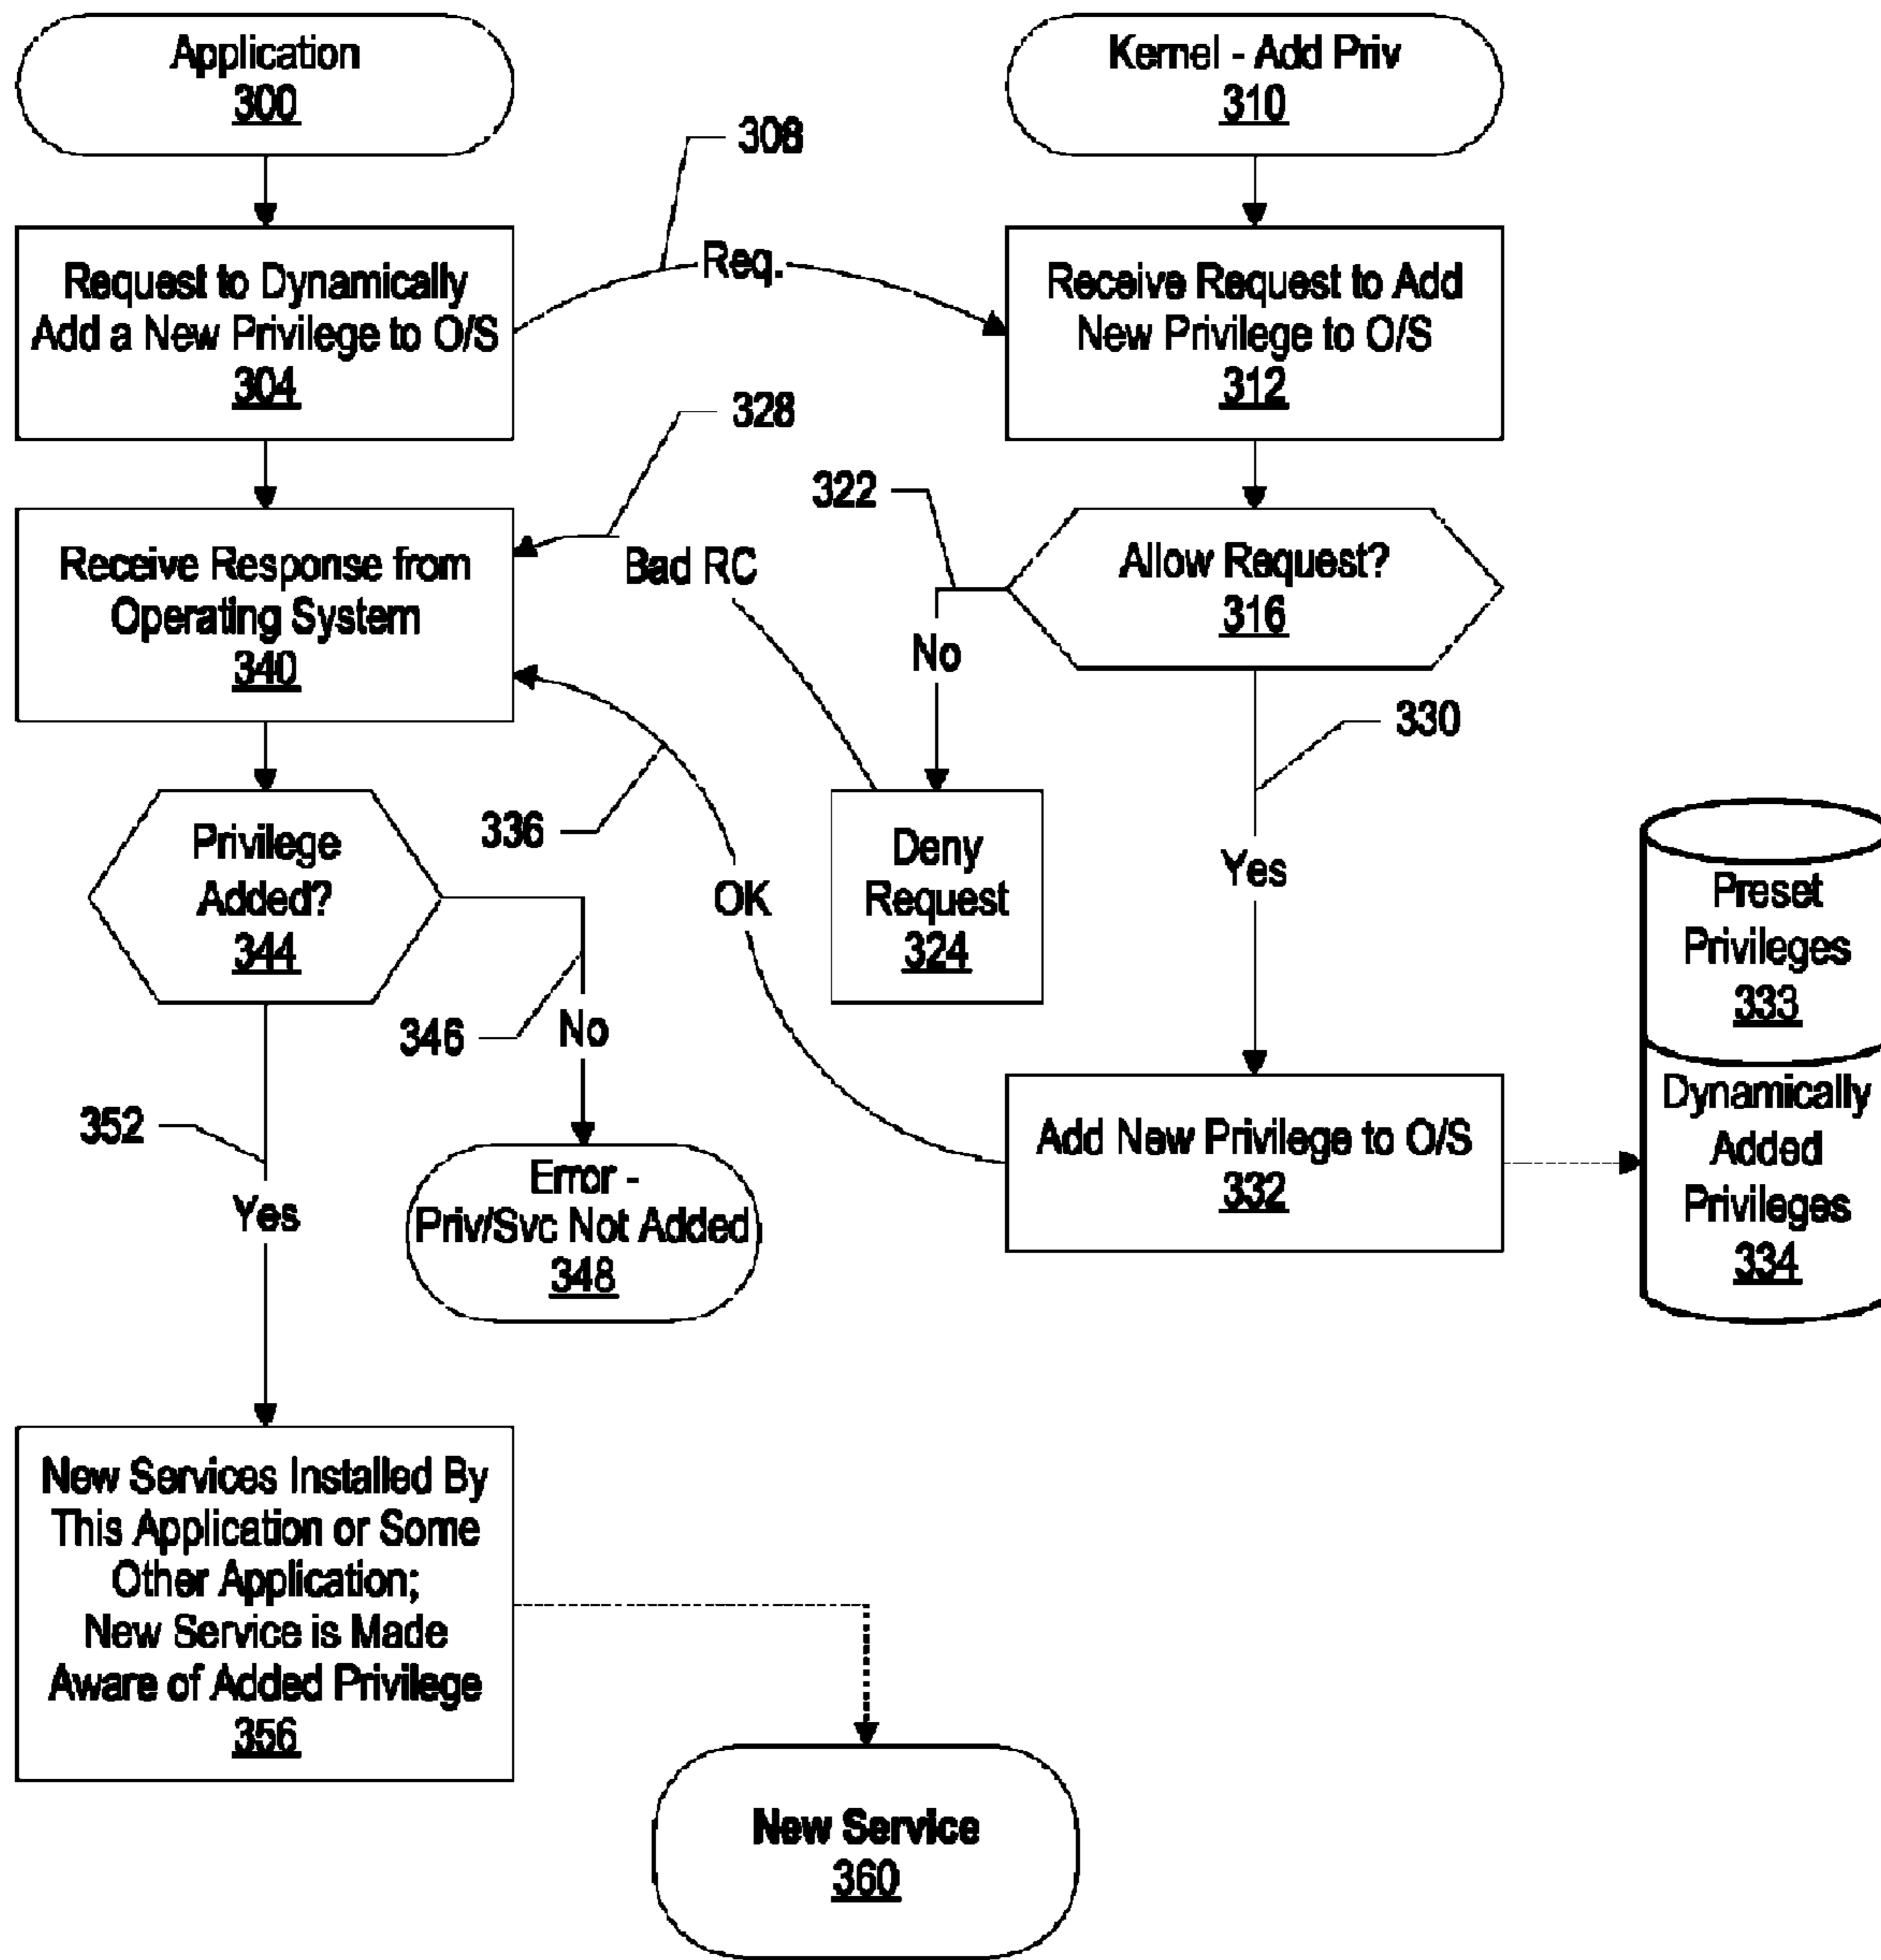 Application
300
Kernel - Add Priv
310
308
Request to Dynamically
Add a New Privilege to O/S
304
Req.
Receive Request to Add
New Privilege to O/S
312
328
322
Receive Response from
Operating System
340
Bad RC
Allow Request?
316
No
330
Privilege
Added?
344
336
OK
Deny
Request
324
Yes
Preset
Privileges
333
346
No
352
Yes
Error -
Priv/Svc Not Added
348
Add New Privilege to O/S
332
Dynamically
Added
Privileges
334
New Services Installed By
This Application or Some
Other Application;
New Service is Made
Aware of Added Privilege
356
New Service
360